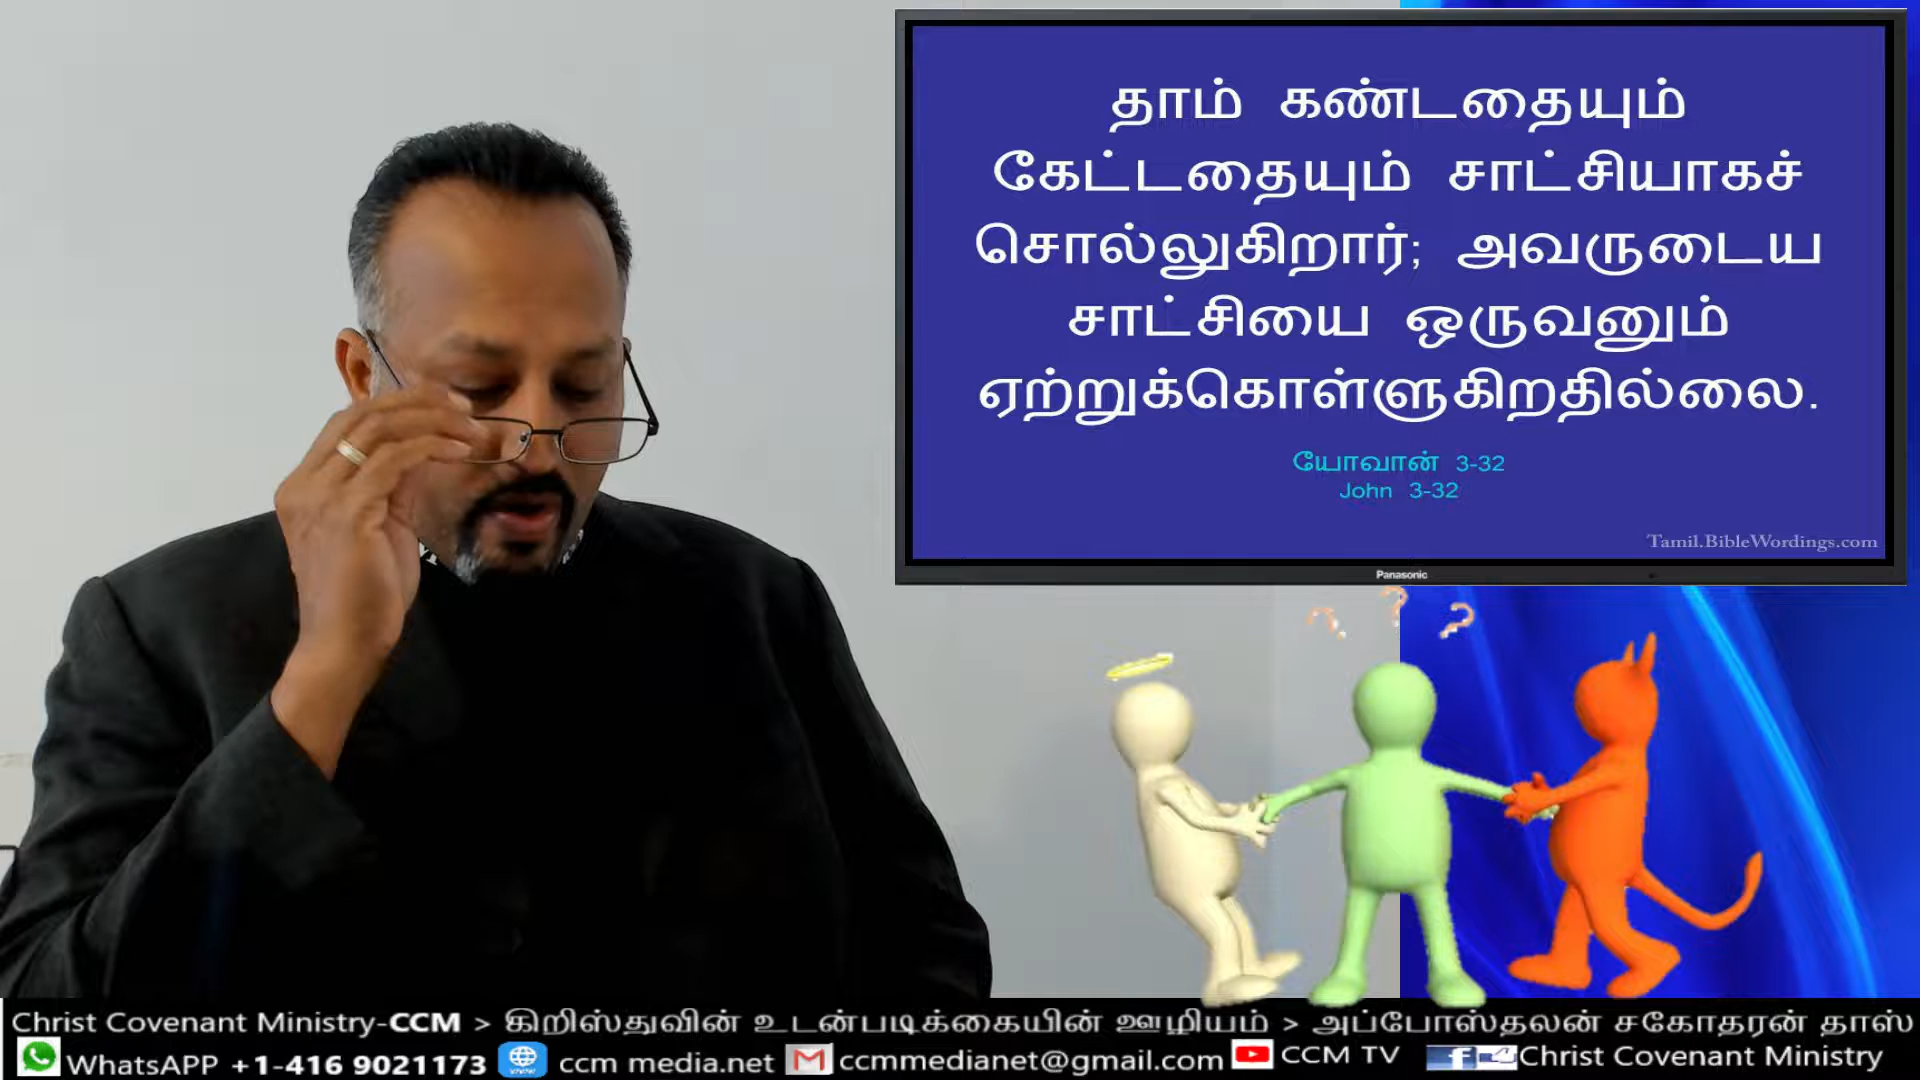 தாம் கண்டதையும்
கேட்டதையும் சாட்சியாகச்
சொல்லுகிறார்; அவருடைய
சாட்சியை ஒருவனும்
ஏற்றுக்கொள்ளுகிறதில்லை.
யோவான் 3-32
John 3-32
Tamil.BibleWordings.com
Panasonic
? ? ?
Christ Covenant Ministry-CCM > கிறிஸ்துவின் உடன்படிக்கையின் ஊழியம் > அப்போஸ்தலன் சகோதரன் தாஸ்
WhatsAPP +1-416 9021173 ccm media.net ccmmedianet@gmail.com CCM TV Christ Covenant Ministry